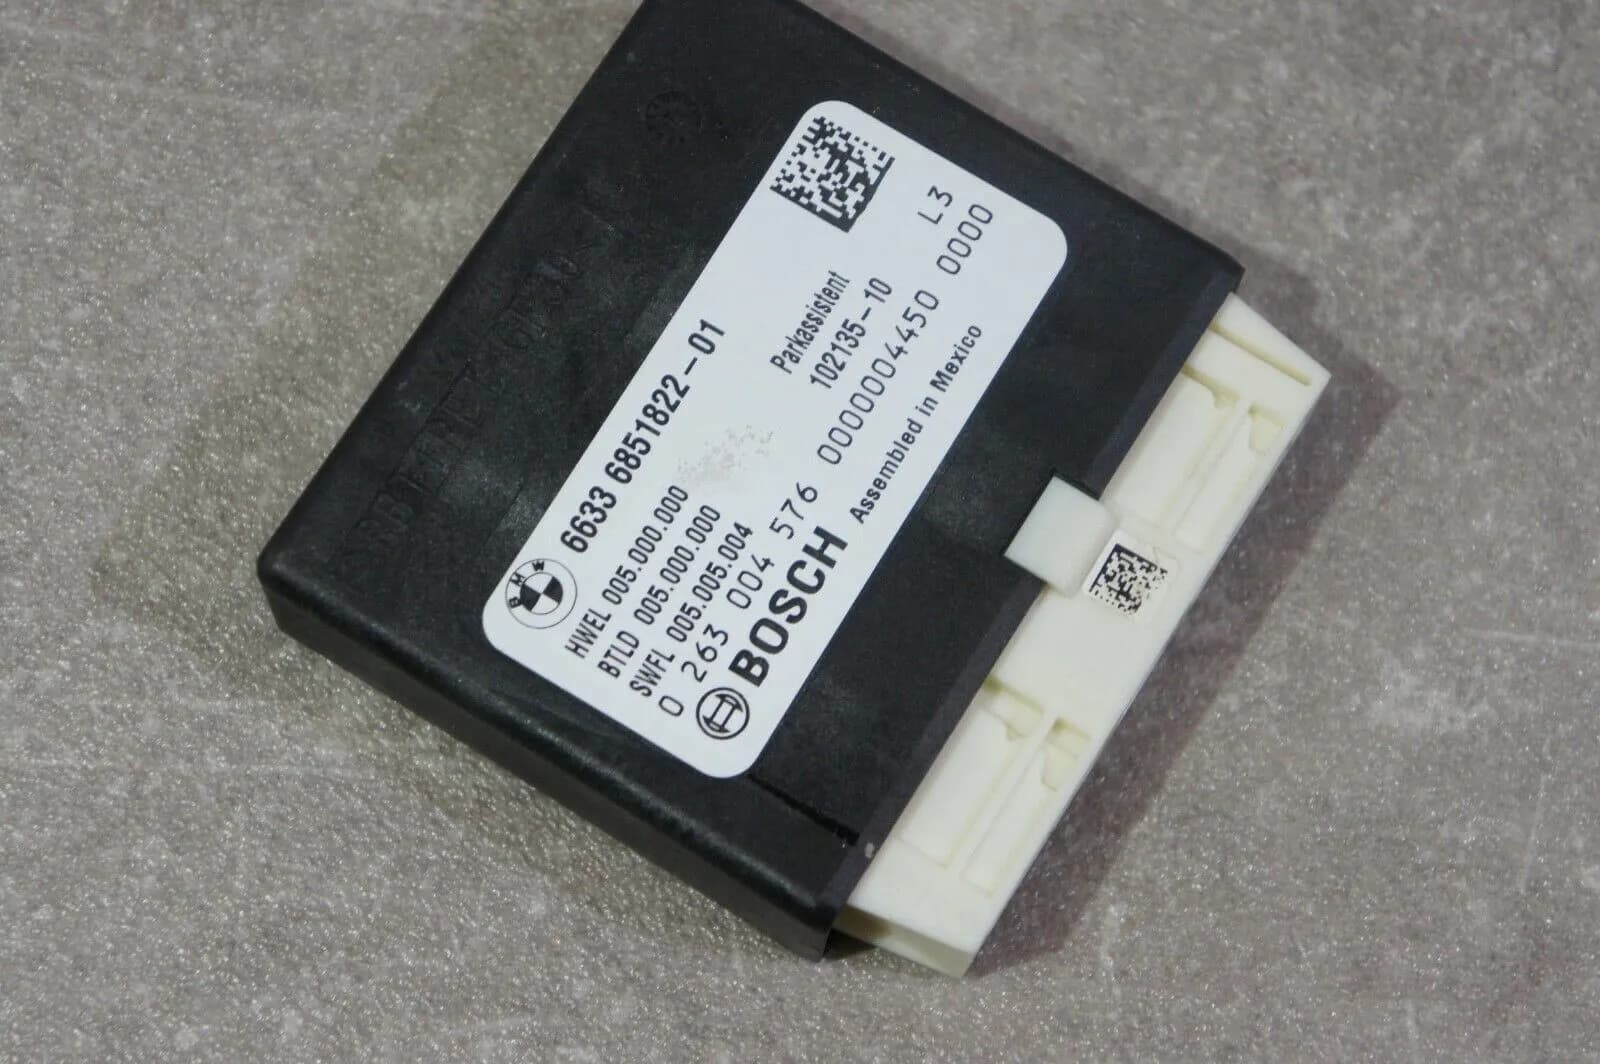 L3
Parkassistent
102135-10
6633 6851822-01
HWEL 005.000.000
BTLD 005.000.000
SWFL 005.005.004
0 263 004 576 0000004450 0000
BOSCH Assembled in Mexico
BMW